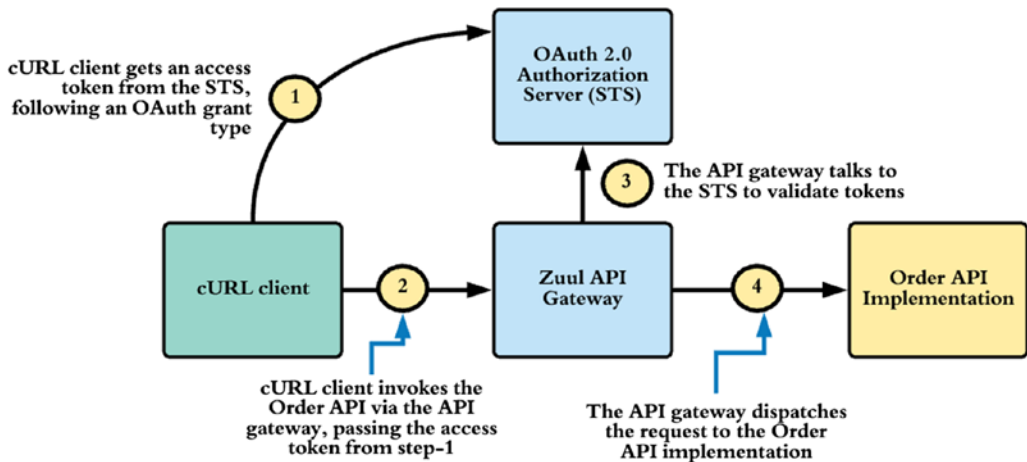 OAuth 2.0
Authorization
Server (STS)
cURL client gets an access
token from the STS,
following an OAuth grant
type
1
3
The API gateway talks to
the STS to validate tokens
cURL client
2
Zuul API
Gateway
4
Order API
Implementation
cURL client invokes the
Order API via the API
gateway, passing the access
token from step-1
The API gateway dispatches
the request to the Order
API implementation